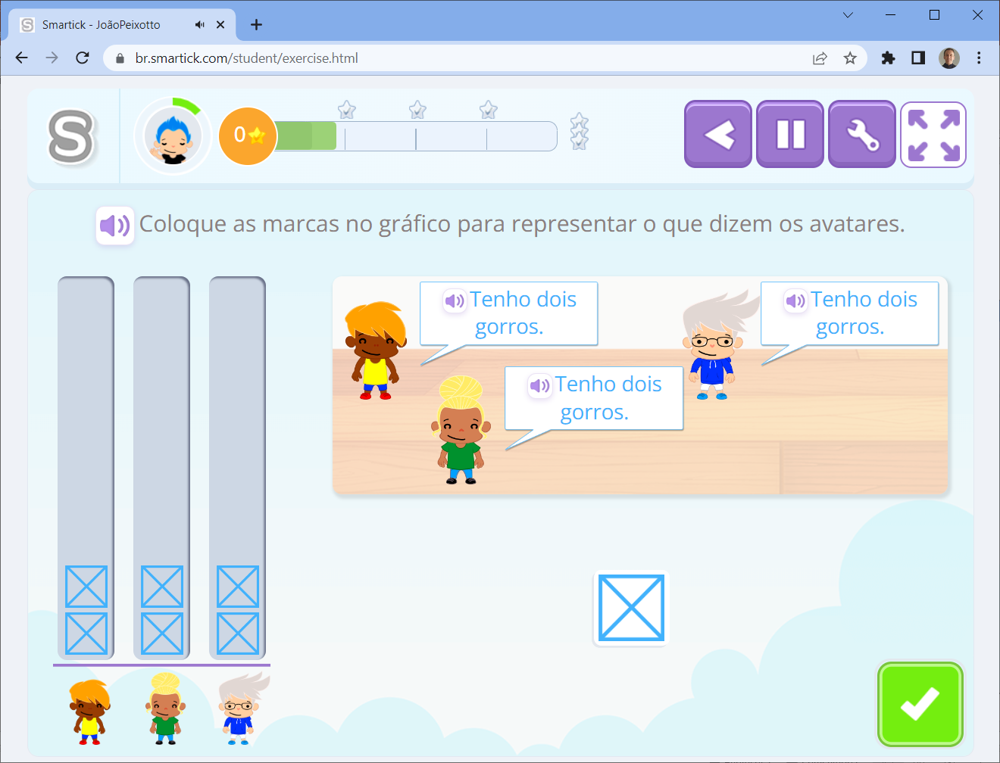 Smartick - JoãoPeixotto
br.smartick.com/student/exercise.html
S
0
Coloque as marcas no gráfico para representar o que dizem os avatares.
Tenho dois
gorros.
Tenho dois
gorros.
Tenho dois
gorros.